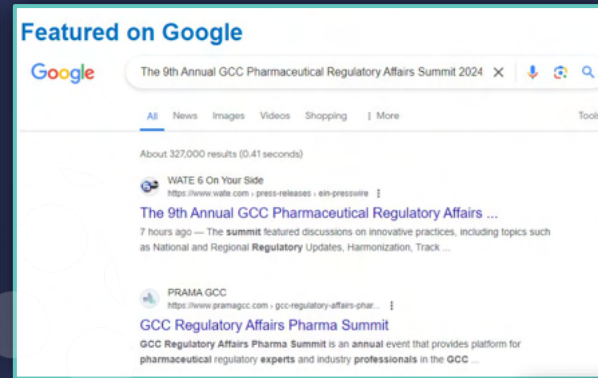 Featured on Google
Google
The 9th Annual GCC Pharmaceutical Regulatory Affairs Summit 2024
All News Images Videos Shopping More Tools
About 327,000 results (0.41 seconds)
WATE 6 On Your Side
https://www.wate.com › press-releases › ein-presswire
The 9th Annual GCC Pharmaceutical Regulatory Affairs ...
7 hours ago — The summit featured discussions on innovative practices, including topics such
as National and Regional Regulatory Updates, Harmonization, Track ...
PRAMA GCC
https://www.pramagcc.com › gcc-regulatory-affairs-phar...
GCC Regulatory Affairs Pharma Summit
GCC Regulatory Affairs Pharma Summit is an annual event that provides platform for
pharmaceutical regulatory experts and industry professionals in the GCC ...